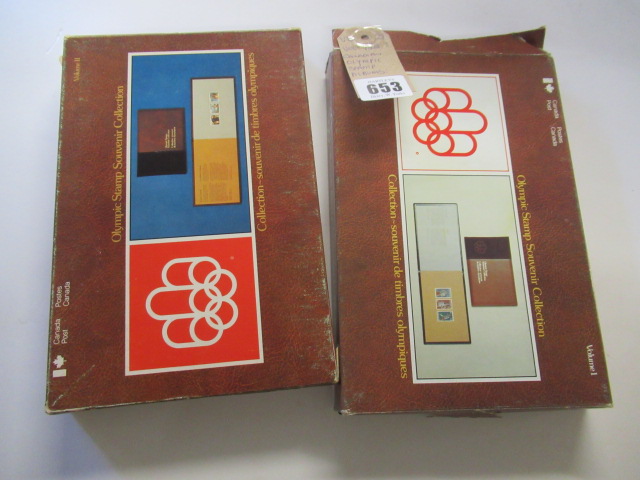 Volume II
Olympic Stamp Souvenir Collection
Collection-souvenir de timbres olympiques
Canada Postes
Post Canada
653
Canada Postes
Post Canada
Olympic Stamp Souvenir Collection
Collection-souvenir de timbres olympiques
Volume I